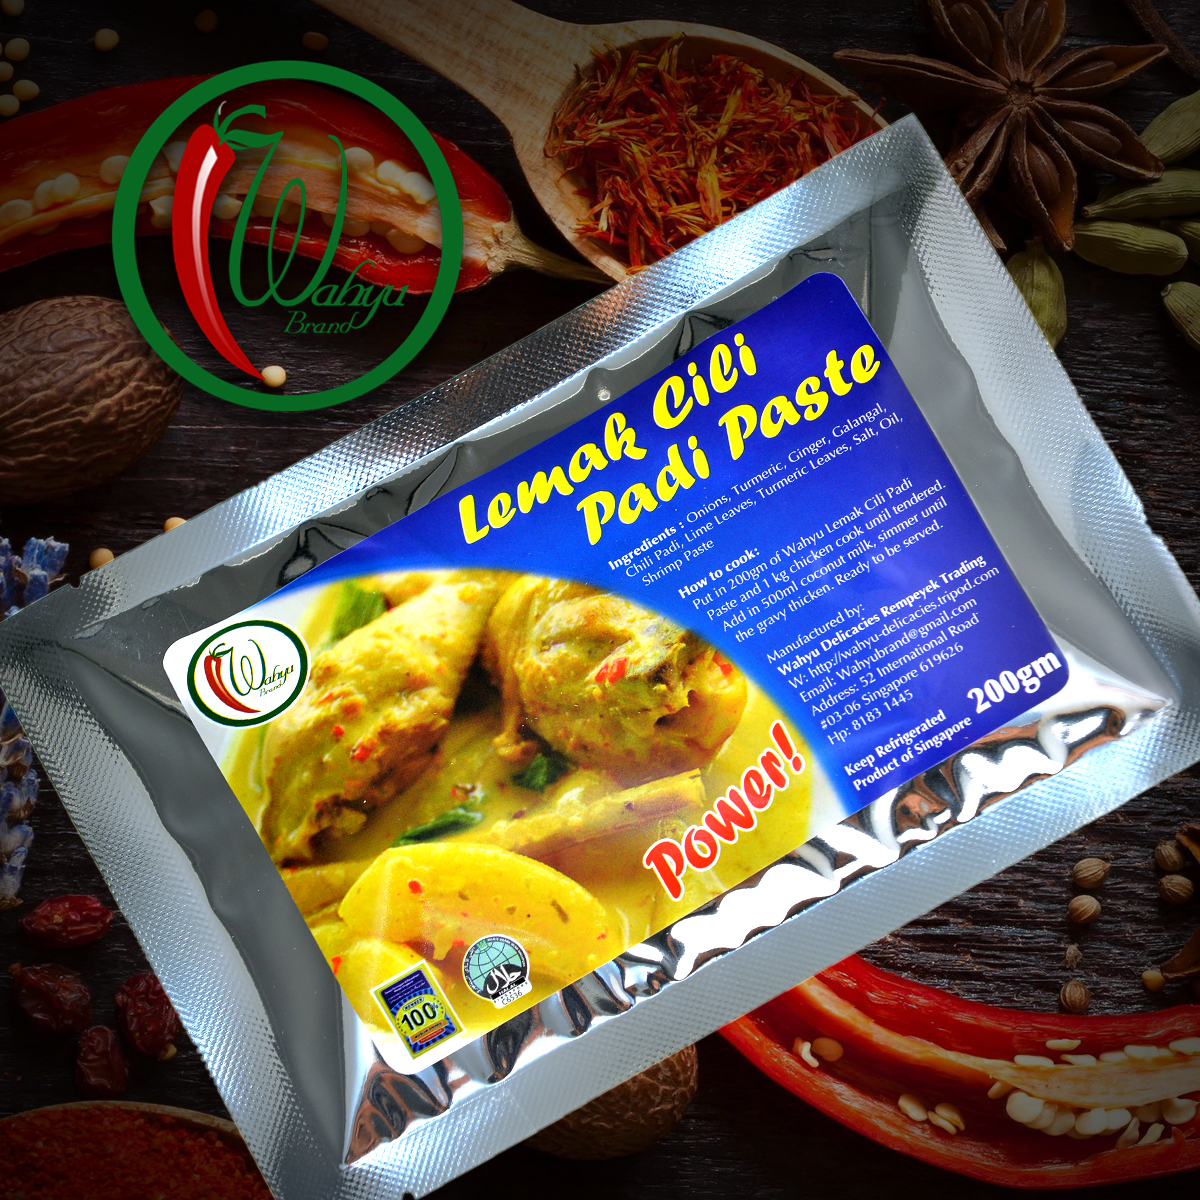 Wahyu
Brand
Lemak Cili
Padi Paste
Ingredients : Onions, Turmeric, Ginger, Galangal,
Chili Padi, Lime Leaves, Turmeric Leaves, Salt, Oil,
Shrimp Paste
How to cook:
Put in 200gm of Wahyu Lemak Cili Padi
Paste and 1 kg chicken cook until tendered.
Add in 500ml coconut milk, simmer until
the gravy thicken. Ready to be served.
Manufactured by:
Wahyu Delicacies Rempeyek Trading
W: http://wahyu-delicacies.tripod.com
Email: Wahyubrand@gmail.com
Address: 52 International Road
#03-06 Singapore 619626
Hp: 8183 1445
Keep Refrigerated
Product of Singapore
200gm
Wahyu
Brand
Power!
100%
حلال
C6536